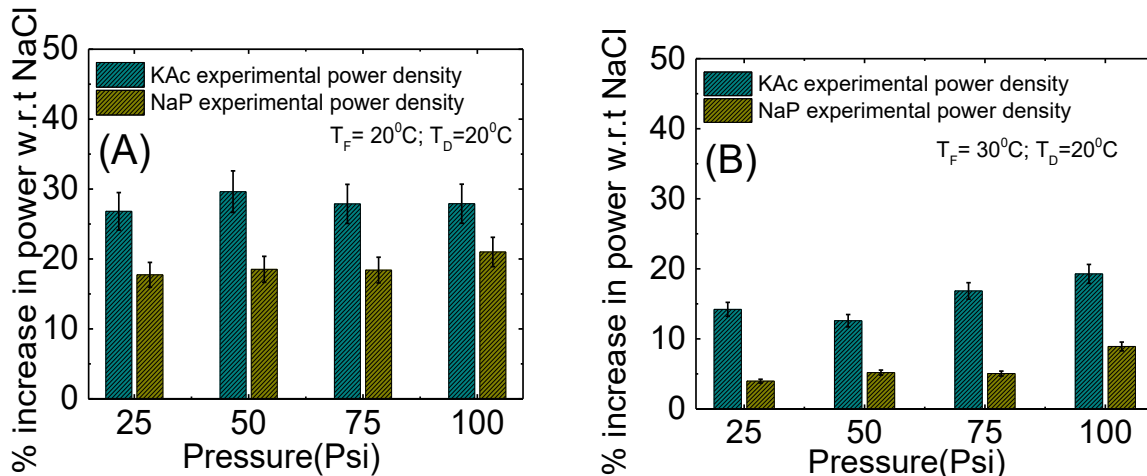 % increase in power w.r.t NaCl
50
40
30
20
10
0
KAc experimental power density
NaP experimental power density
T_F= 20⁰C; T_D=20⁰C
(A)
25 50 75 100
Pressure(Psi)
% increase in power w.r.t NaCl
50
40
30
20
10
0
KAc experimental power density
NaP experimental power density
T_F= 30⁰C; T_D=20⁰C
(B)
25 50 75 100
Pressure(Psi)